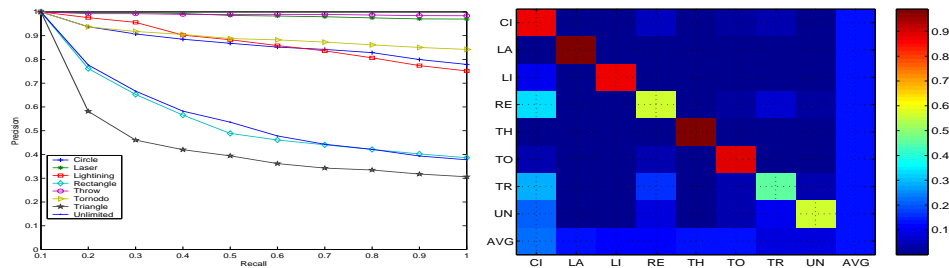 1
0.9
0.8
0.7
0.6
0.5
0.4
0.3
0.2
0.1
0
Precision
Circle
Laser
Lightining
Rectangle
Throw
Tornodo
Triangle
Unlimited
0.1 0.2 0.3 0.4 0.5 0.6 0.7 0.8 0.9 1
Recall
CI
LA
LI
RE
TH
TO
TR
UN
AVG
CI LA LI RE TH TO TR UN AVG
0.9
0.8
0.7
0.6
0.5
0.4
0.3
0.2
0.1